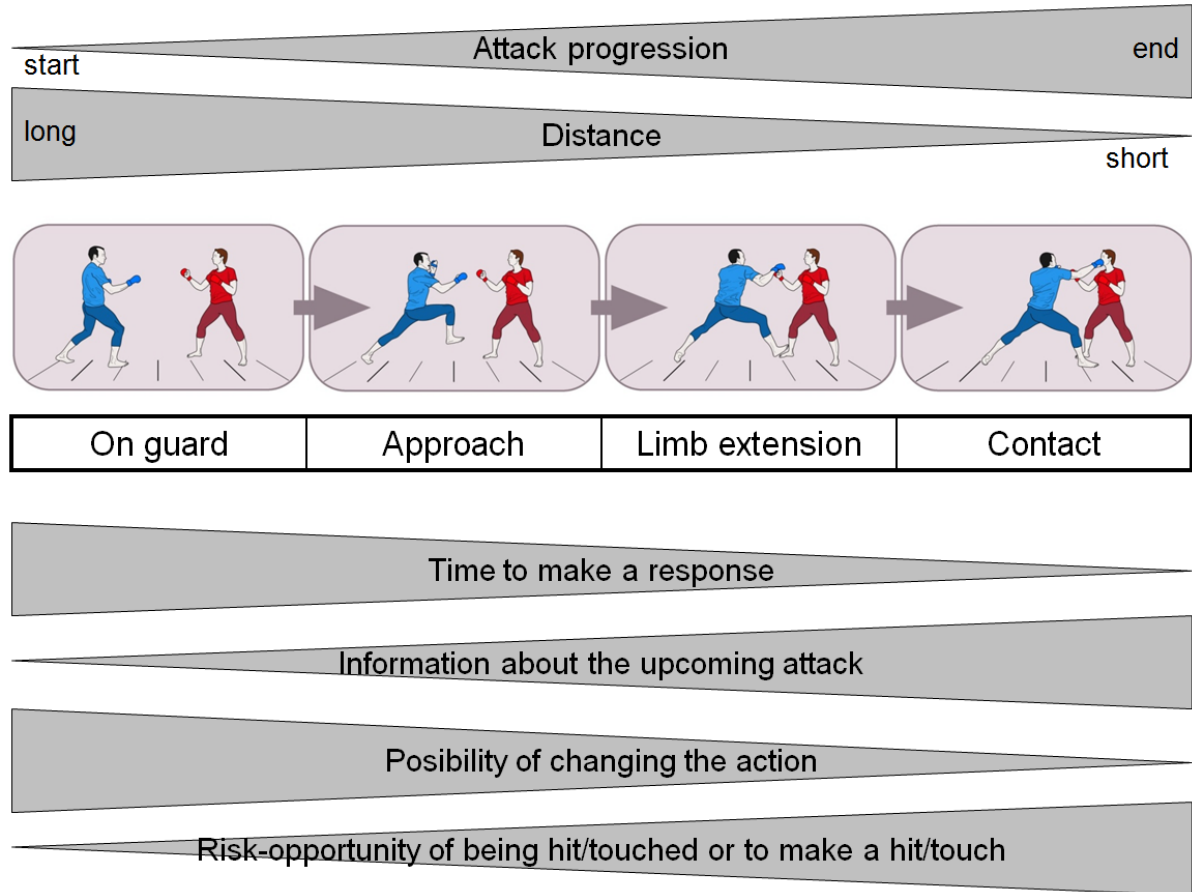 Attack progression
start
end
long
Distance
short
On guard
Approach
Limb extension
Contact
Time to make a response
Information about the upcoming attack
Posibility of changing the action
Risk-opportunity of being hit/touched or to make a hit/touch